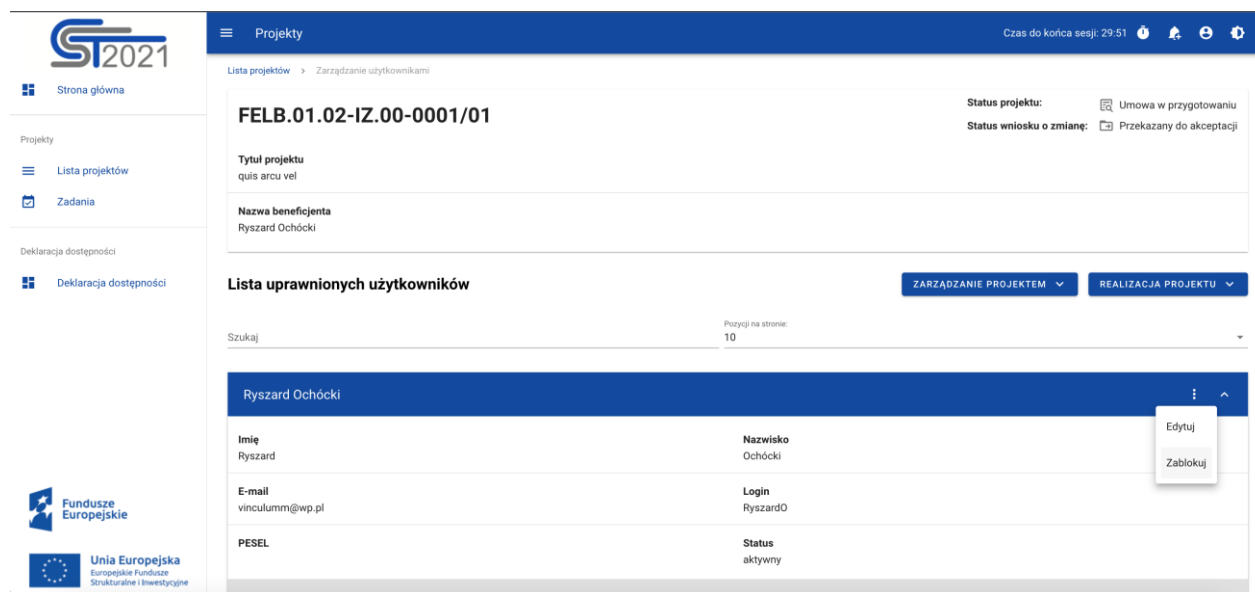 ST2021
Projekty
Czas do końca sesji: 29:51
Strona główna
Projekty
Lista projektów
Zadania
Deklaracja dostępności
Deklaracja dostępności
Fundusze
Europejskie
Unia Europejska
Europejskie Fundusze
Strukturalne i Inwestycyjne
Lista projektów > Zarządzanie użytkownikami
FELB.01.02-IZ.00-0001/01
Status projektu: Umowa w przygotowaniu
Status wniosku o zmianę: Przekazany do akceptacji
Tytuł projektu
quis arcu vel
Nazwa beneficjenta
Ryszard Ochócki
Lista uprawnionych użytkowników
ZARZĄDZANIE PROJEKTEM
REALIZACJA PROJEKTU
Szukaj
Pozycji na stronie:
10
Ryszard Ochócki
Edytuj
Zablokuj
Imię
Ryszard
Nazwisko
Ochócki
E-mail
vinculumm@wp.pl
Login
RyszardO
PESEL
Status
aktywny